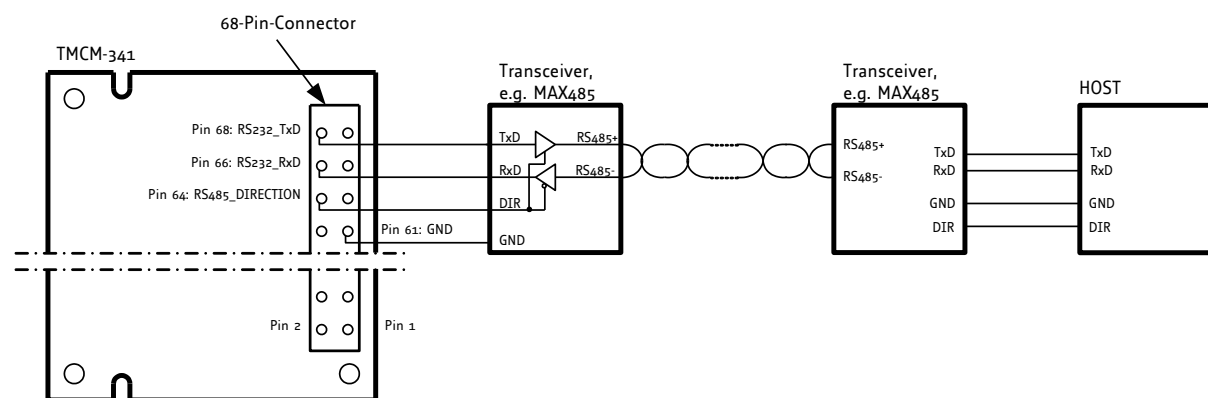 68-Pin-Connector
TMCM-341
Transceiver,
e.g. MAX485
Transceiver,
e.g. MAX485
HOST
Pin 68: RS232_TxD
Pin 66: RS232_RxD
Pin 64: RS485_DIRECTION
Pin 61: GND
Pin 2
Pin 1
TxD
RxD
DIR
GND
RS485+
RS485-
RS485+
RS485-
TxD
RxD
GND
DIR
TxD
RxD
GND
DIR